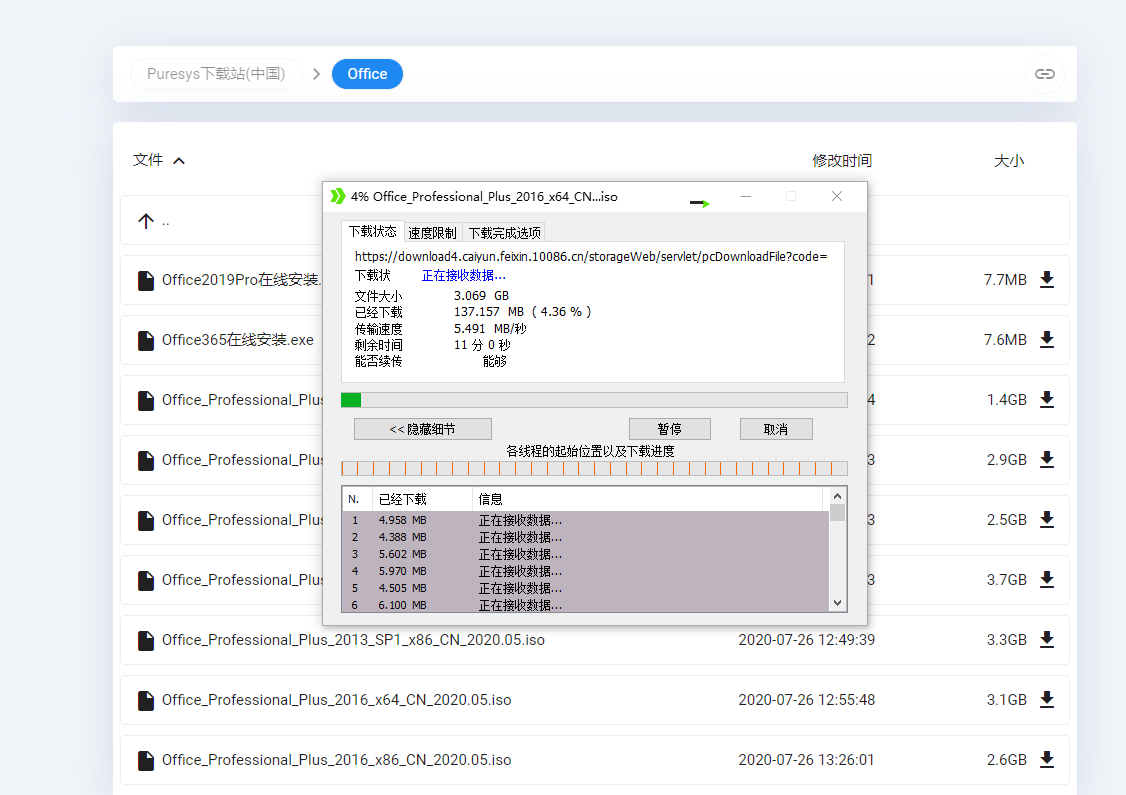 Puresys下载站(中国) Office
文件 修改时间 大小
..
4% Office_Professional_Plus_2016_x64_CN...iso
下载状态 速度限制 下载完成选项
https://download4.caiyun.feixin.10086.cn/storageWeb/servlet/pcDownloadFile?code=
下载状 正在接收数据...
文件大小 3.069 GB
已经下载 137.157 MB ( 4.36 % )
传输速度 5.491 MB/秒
剩余时间 11 分 0 秒
能否续传 能够
<< 隐藏细节 暂停 取消
各线程的起始位置以及下载进度
N. 已经下载 信息
1 4.958 MB 正在接收数据...
2 4.388 MB 正在接收数据...
3 5.602 MB 正在接收数据...
4 5.970 MB 正在接收数据...
5 4.505 MB 正在接收数据...
6 6.100 MB 正在接收数据...
Office2019Pro在线安装. 1 7.7MB
Office365在线安装.exe 2 7.6MB
Office_Professional_Plus 4 1.4GB
Office_Professional_Plus 3 2.9GB
Office_Professional_Plus 3 2.5GB
Office_Professional_Plus 3 3.7GB
Office_Professional_Plus_2013_SP1_x86_CN_2020.05.iso 2020-07-26 12:49:39 3.3GB
Office_Professional_Plus_2016_x64_CN_2020.05.iso 2020-07-26 12:55:48 3.1GB
Office_Professional_Plus_2016_x86_CN_2020.05.iso 2020-07-26 13:26:01 2.6GB